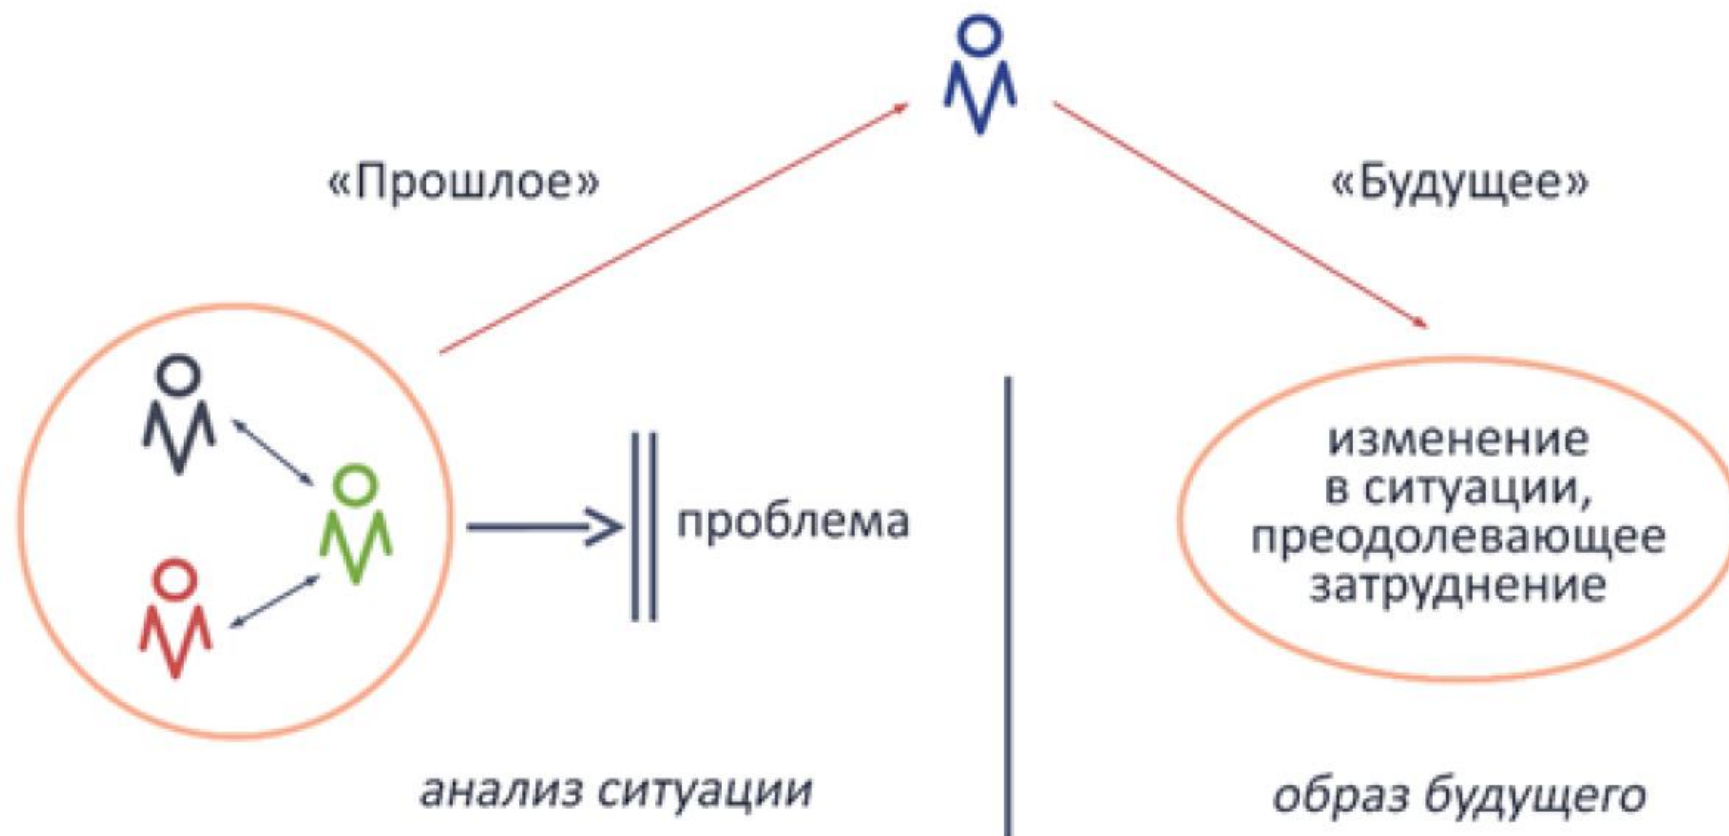 «Прошлое»
«Будущее»
проблема
изменение
в ситуации,
преодолевающее
затруднение
анализ ситуации
образ будущего